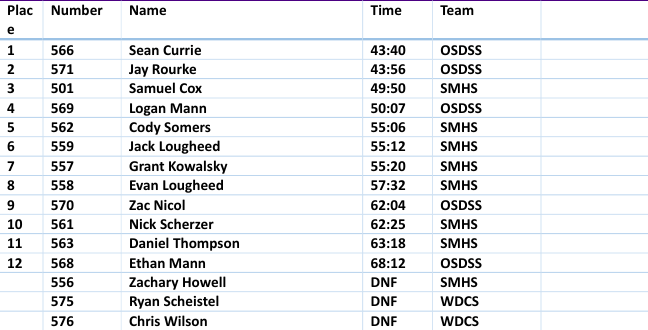 Place Number Name Time Team
1 566 Sean Currie 43:40 OSDSS
2 571 Jay Rourke 43:56 OSDSS
3 501 Samuel Cox 49:50 SMHS
4 569 Logan Mann 50:07 OSDSS
5 562 Cody Somers 55:06 SMHS
6 559 Jack Lougheed 55:12 SMHS
7 557 Grant Kowalsky 55:20 SMHS
8 558 Evan Lougheed 57:32 SMHS
9 570 Zac Nicol 62:04 OSDSS
10 561 Nick Scherzer 62:25 SMHS
11 563 Daniel Thompson 63:18 SMHS
12 568 Ethan Mann 68:12 OSDSS
556 Zachary Howell DNF SMHS
575 Ryan Scheistel DNF WDCS
576 Chris Wilson DNF WDCS